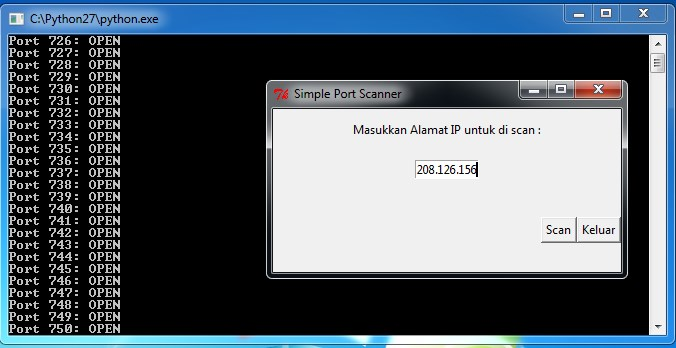 C:\Python27\python.exe
Port 726: OPEN
Port 727: OPEN
Port 728: OPEN
Port 729: OPEN
Port 730: OPEN
Port 731: OPEN
Port 732: OPEN
Port 733: OPEN
Port 734: OPEN
Port 735: OPEN
Port 736: OPEN
Port 737: OPEN
Port 738: OPEN
Port 739: OPEN
Port 740: OPEN
Port 741: OPEN
Port 742: OPEN
Port 743: OPEN
Port 744: OPEN
Port 745: OPEN
Port 746: OPEN
Port 747: OPEN
Port 748: OPEN
Port 749: OPEN
Port 750: OPEN
Simple Port Scanner
Masukkan Alamat IP untuk di scan :
208.126.156
Scan Keluar